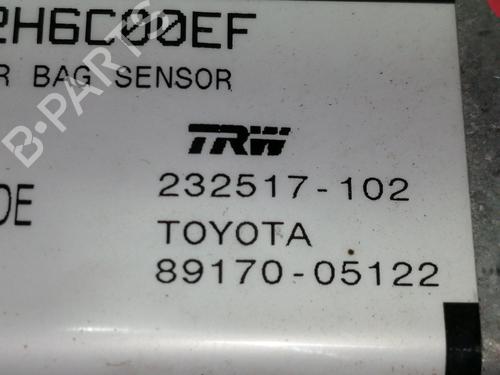 2H6C00EF
R BAG SENSOR
TRW
232517-102
DE
TOYOTA
89170-05122
B-PARTS